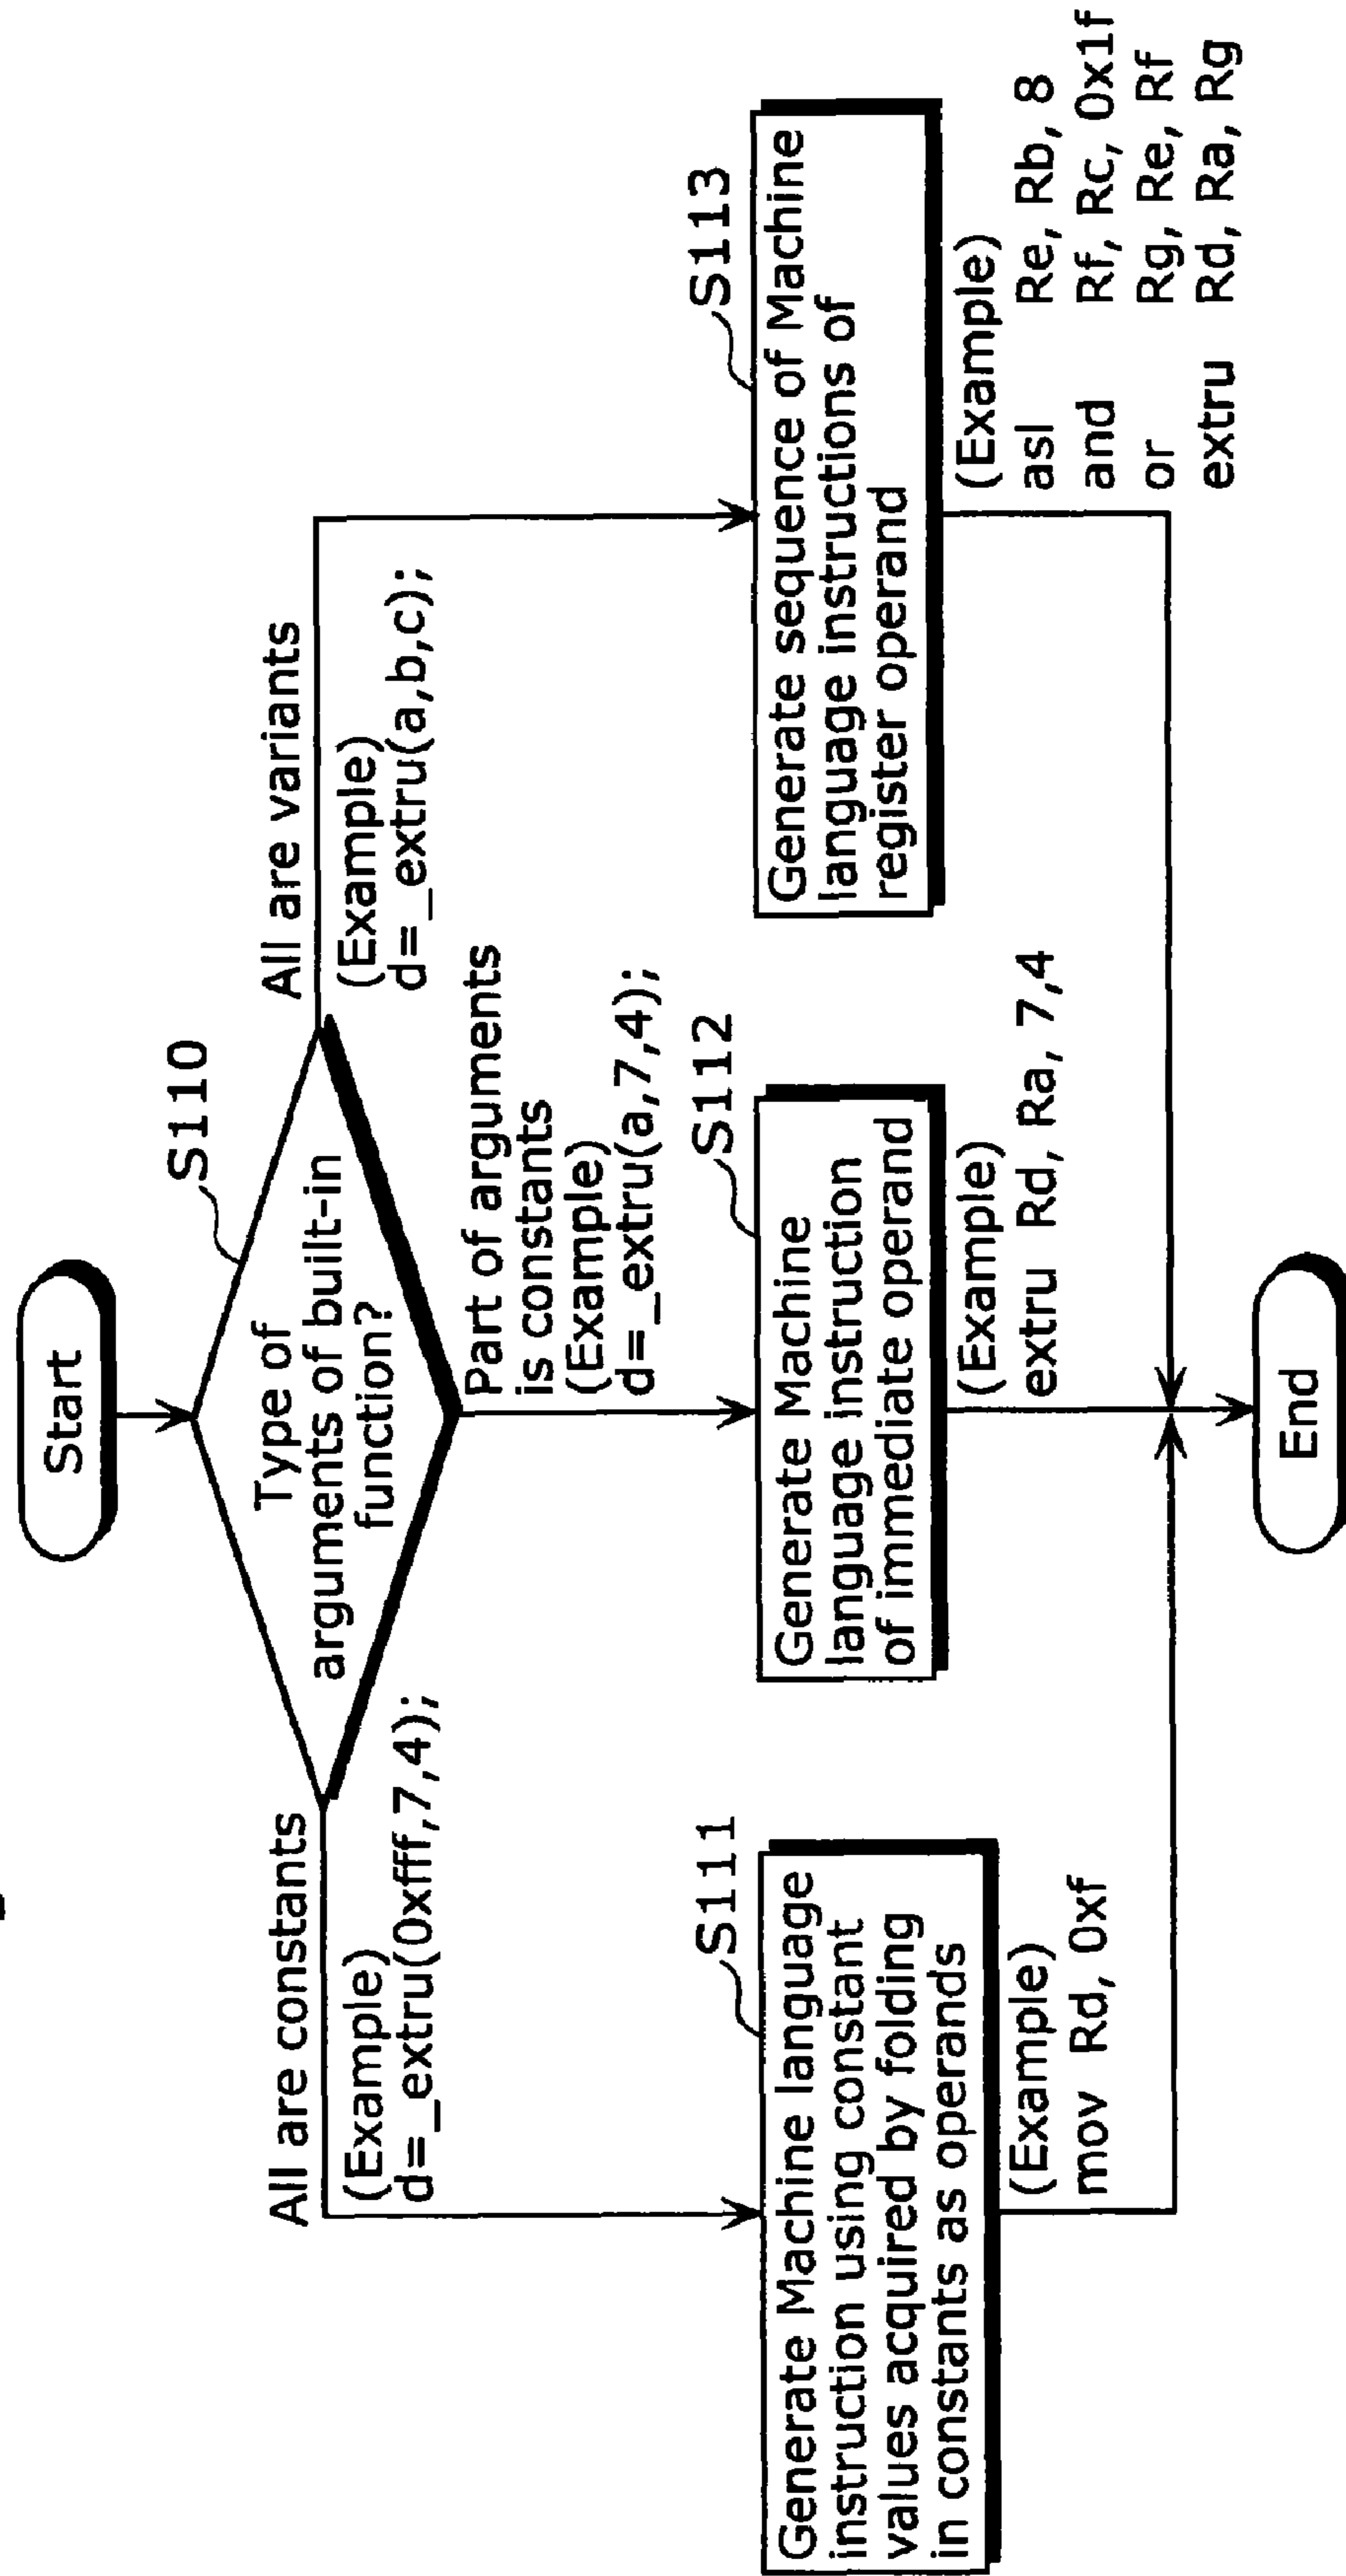 Start
S110
Type of
arguments of built-in
function?
All are constants
(Example)
d=_extru(0xfff,7,4);
Part of arguments
is constants
(Example)
d=_extru(a,7,4);
All are variants
(Example)
d=_extru(a,b,c);
S111
Generate Machine language
instruction using constant
values acquired by folding
in constants as operands
(Example)
mov Rd, 0xf
S112
Generate Machine
language instruction
of immediate operand
(Example)
extru Rd, Ra, 7,4
S113
Generate sequence of Machine
language instructions of
register operand
(Example)
asl Re, Rb, 8
and Rf, Rc, 0x1f
or Rg, Re, Rf
extru Rd, Ra, Rg
End